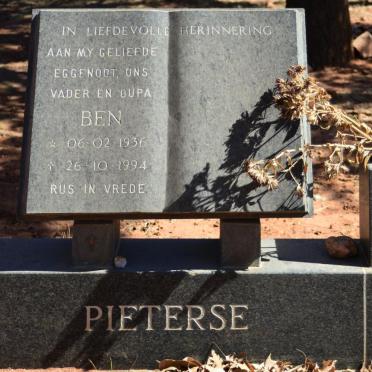 IN LIEFDEVOLLE HERINNERING
AAN MY GELIEFDE
EGGENOOT, ONS
VADER EN OUPA
BEN
☆ 06·02·1936
✝ 26·10·1994
RUS IN VREDE
PIETERSE